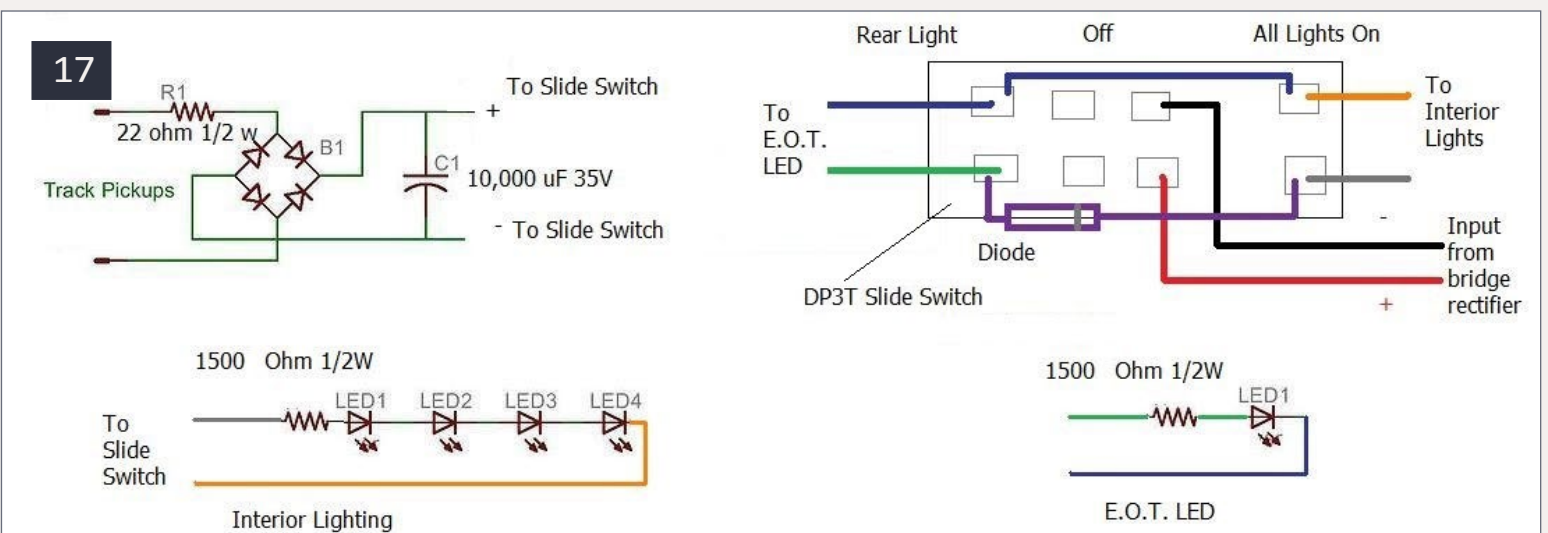 17
R1
22 ohm 1/2 w
B1
Track Pickups
To Slide Switch
+
C1
10,000 uF 35V
- To Slide Switch
Rear Light
Off
All Lights On
To
E.O.T.
LED
To
Interior
Lights
Diode
DP3T Slide Switch
-
Input
from
bridge
rectifier
+
1500 Ohm 1/2W
LED1 LED2 LED3 LED4
To
Slide
Switch
Interior Lighting
1500 Ohm 1/2W
LED1
E.O.T. LED